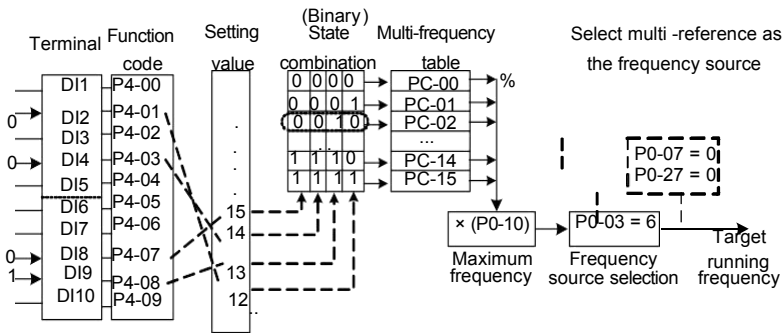 Terminal
Function code
Setting value
(Binary) State combination
Multi-frequency table
Select multi -reference as the frequency source
DI1 P4-00
DI2 P4-01
DI3 P4-02
DI4 P4-03
DI5 P4-04
DI6 P4-05
DI7 P4-06
DI8 P4-07
DI9 P4-08
DI10 P4-09
0
0
0
1
.
.
.
.
.
15
14
13
12
..
0 0 0 0 PC-00 %
0 0 0 1 PC-01
0 0 1 0 PC-02
... ...
1 1 1 0 PC-14
1 1 1 1 PC-15
P0-07 = 0
P0-27 = 0
× (P0-10)
P0-03 = 6
Maximum frequency
Frequency source selection
Target running frequency